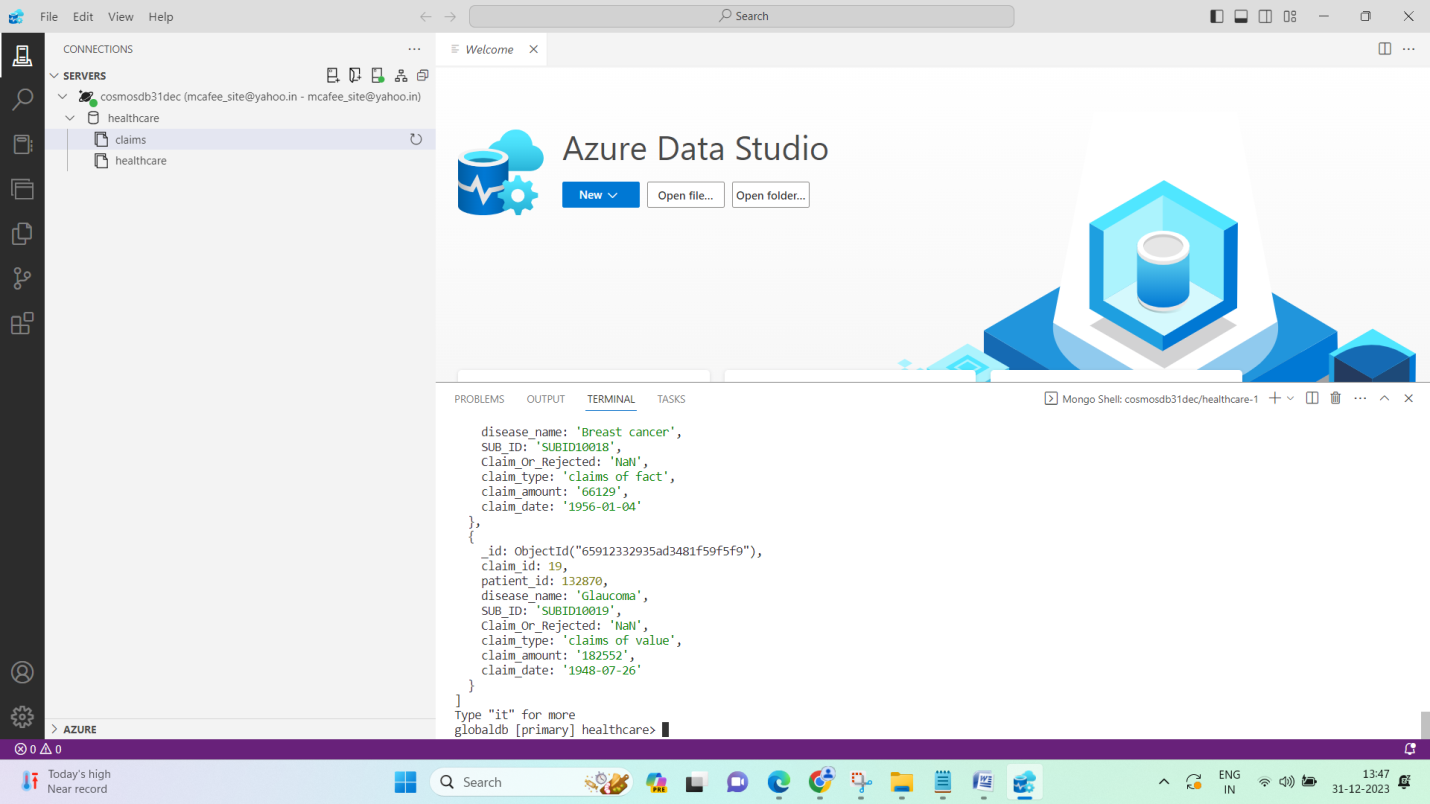 File Edit View Help
Search
CONNECTIONS
Welcome
SERVERS
cosmosdb31dec (mcafee_site@yahoo.in - mcafee_site@yahoo.in)
healthcare
claims
healthcare
Azure Data Studio
New
Open file...
Open folder...
PROBLEMS OUTPUT TERMINAL TASKS
Mongo Shell: cosmosdb31dec/healthcare-1
disease_name: 'Breast cancer',
SUB_ID: 'SUBID10018',
Claim_Or_Rejected: 'NaN',
claim_type: 'claims of fact',
claim_amount: '66129',
claim_date: '1956-01-04'
},
{
_id: ObjectId("65912332935ad3481f59f5f9"),
claim_id: 19,
patient_id: 132870,
disease_name: 'Glaucoma',
SUB_ID: 'SUBID10019',
Claim_Or_Rejected: 'NaN',
claim_type: 'claims of value',
claim_amount: '182552',
claim_date: '1948-07-26'
}
]
Type "it" for more
globaldb [primary] healthcare>
AZURE
0 0
Today's high
Near record
Search
PRE
ENG
IN
13:47
31-12-2023